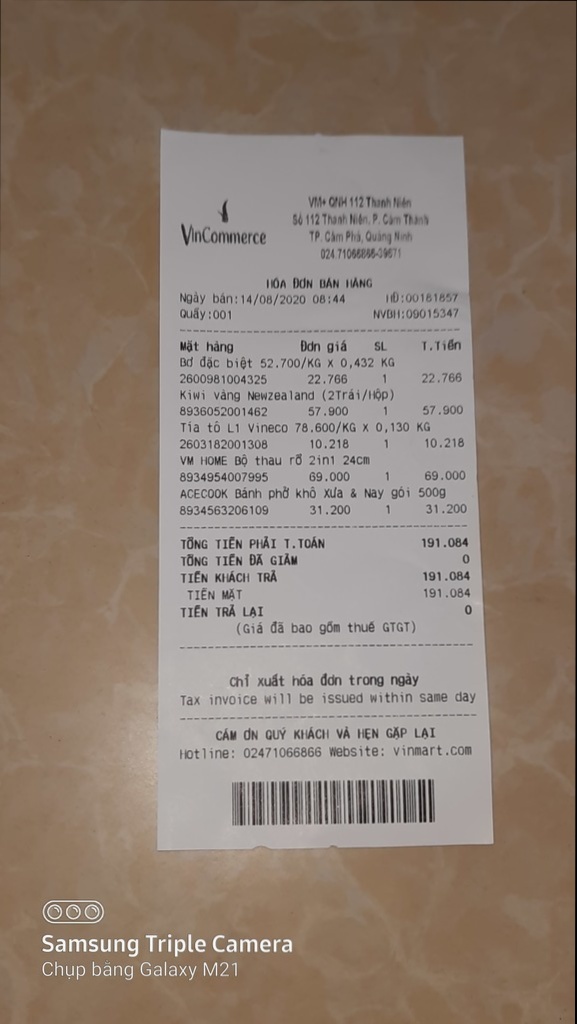 VinCommerce
VM+ QNH 112 Thanh Niên
Số 112 Thanh Niên, P. Cẩm Thành
TP. Cẩm Phả, Quảng Ninh
024.71066866-39671
HÓA ĐƠN BÁN HÀNG
Ngày bán:14/08/2020 08:44 HĐ:00181857
Quầy:001 NVBH:09015347
Mặt hàng Đơn giá SL T.Tiền
Bơ đặc biệt 52.700/KG X 0,432 KG
2600981004325 22.766 1 22.766
Kiwi vàng Newzealand (2Trái/Hộp)
8936052001462 57.900 1 57.900
Tía tô L1 Vineco 78.600/KG X 0,130 KG
2603182001308 10.218 1 10.218
VM HOME Bộ thau rổ 2in1 24cm
8934954007995 69.000 1 69.000
ACECOOK Bánh phở khô Xưa & Nay gói 500g
8934563206109 31.200 1 31.200
TỔNG TIỀN PHẢI T.TOÁN 191.084
TỔNG TIỀN ĐÃ GIẢM 0
TIỀN KHÁCH TRẢ 191.084
TIỀN MẶT 191.084
TIỀN TRẢ LẠI 0
(Giá đã bao gồm thuế GTGT)
Chỉ xuất hóa đơn trong ngày
Tax invoice will be issued within same day
CẢM ƠN QUÝ KHÁCH VÀ HẸN GẶP LẠI
Hotline: 02471066866 Website: vinmart.com
Samsung Triple Camera
Chụp bằng Galaxy M21